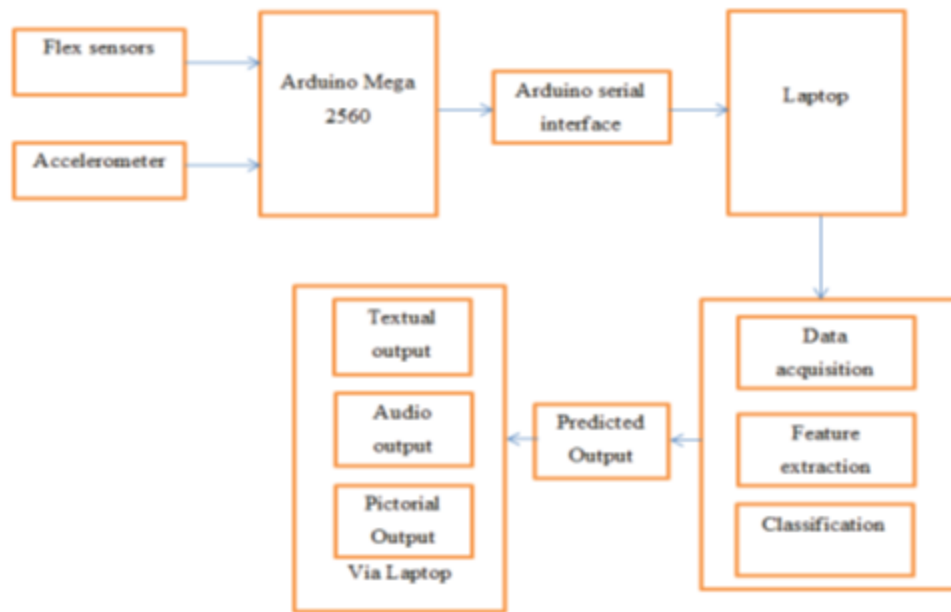 Flex sensors
Accelerometer
Arduino Mega
2560
Arduino serial
interface
Laptop
Data
acquisition
Feature
extraction
Classification
Predicted
Output
Textual
output
Audio
output
Pictorial
Output
Via Laptop